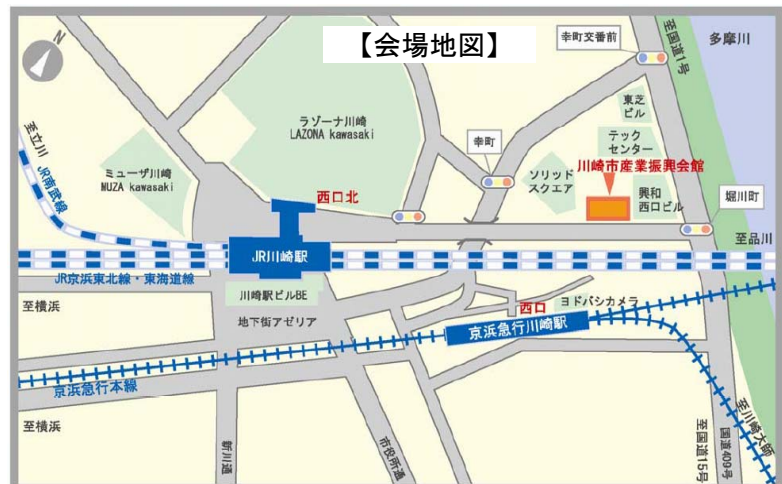 【会場地図】
N
幸町交番前
至国道1号
多摩川
東芝
ビル
ラゾーナ川崎
LAZONA kawasaki
至立川
JR南武線
ミューザ川崎
MUZA kawasaki
幸町
テック
センター
川崎市産業振興会館
ソリッド
スクエア
興和
西口ビル
西口北
堀川町
JR川崎駅
至品川
JR京浜東北線・東海道線
至横浜
川崎駅ビルBE
地下街アゼリア
西口
ヨドバシカメラ
京浜急行川崎駅
京浜急行本線
至横浜
新川通
市役所通
至国道15号
国道409号
至川崎大師